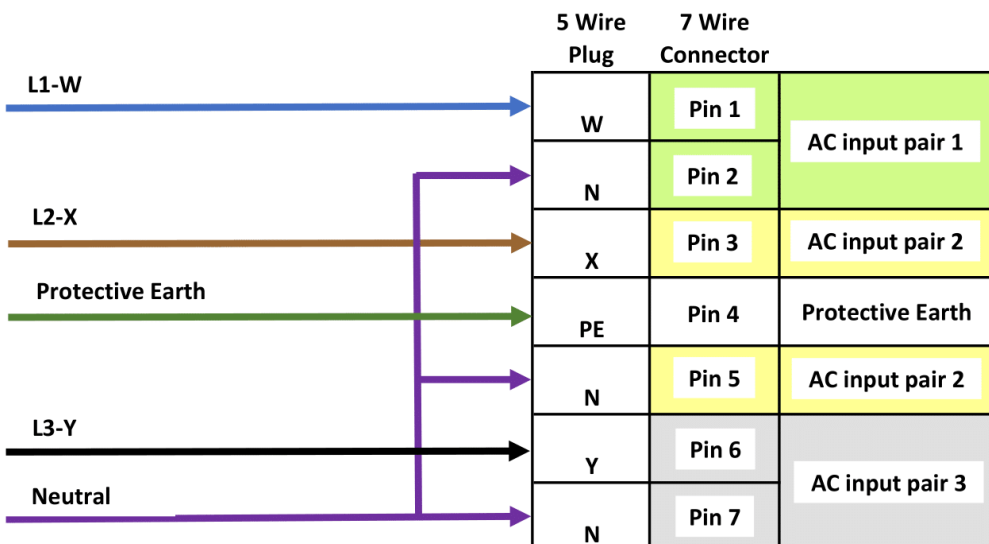 5 Wire Plug
7 Wire Connector
L1-W
W
Pin 1
AC input pair 1
N
Pin 2
L2-X
X
Pin 3
AC input pair 2
Protective Earth
PE
Pin 4
Protective Earth
N
Pin 5
AC input pair 2
L3-Y
Y
Pin 6
AC input pair 3
Neutral
N
Pin 7